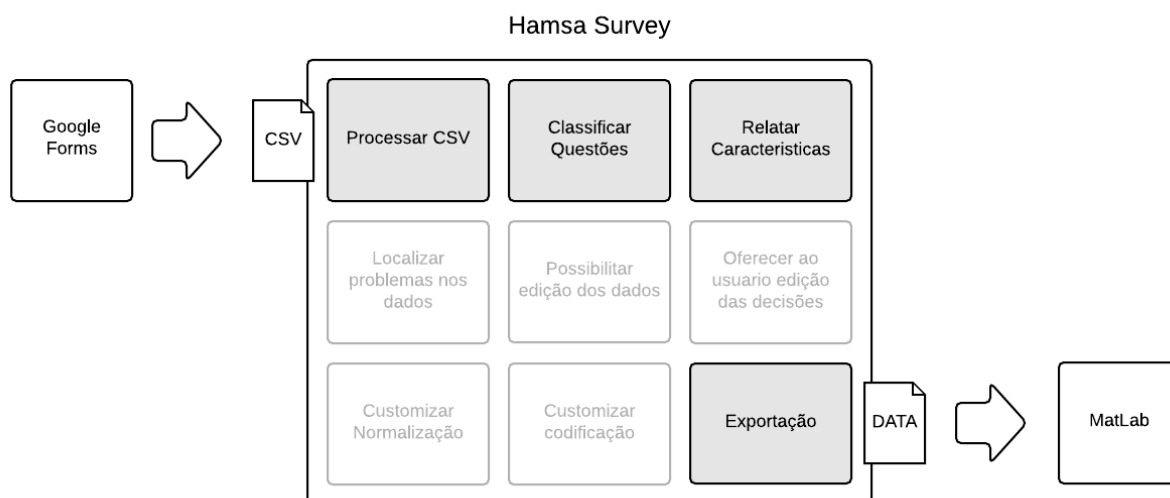 Hamsa Survey
Google
Forms
CSV
Processar CSV
Classificar
Questões
Relatar
Caracteristicas
Localizar
problemas nos
dados
Possibilitar
edição dos dados
Oferecer ao
usuario edição
das decisões
Customizar
Normalização
Customizar
codificação
Exportação
DATA
MatLab